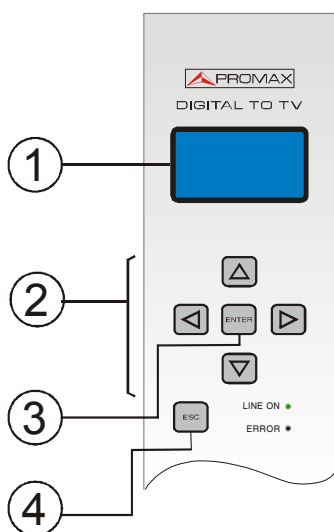 PROMAX
DIGITAL TO TV
1
2
ENTER
3
ESC
LINE ON
ERROR
4